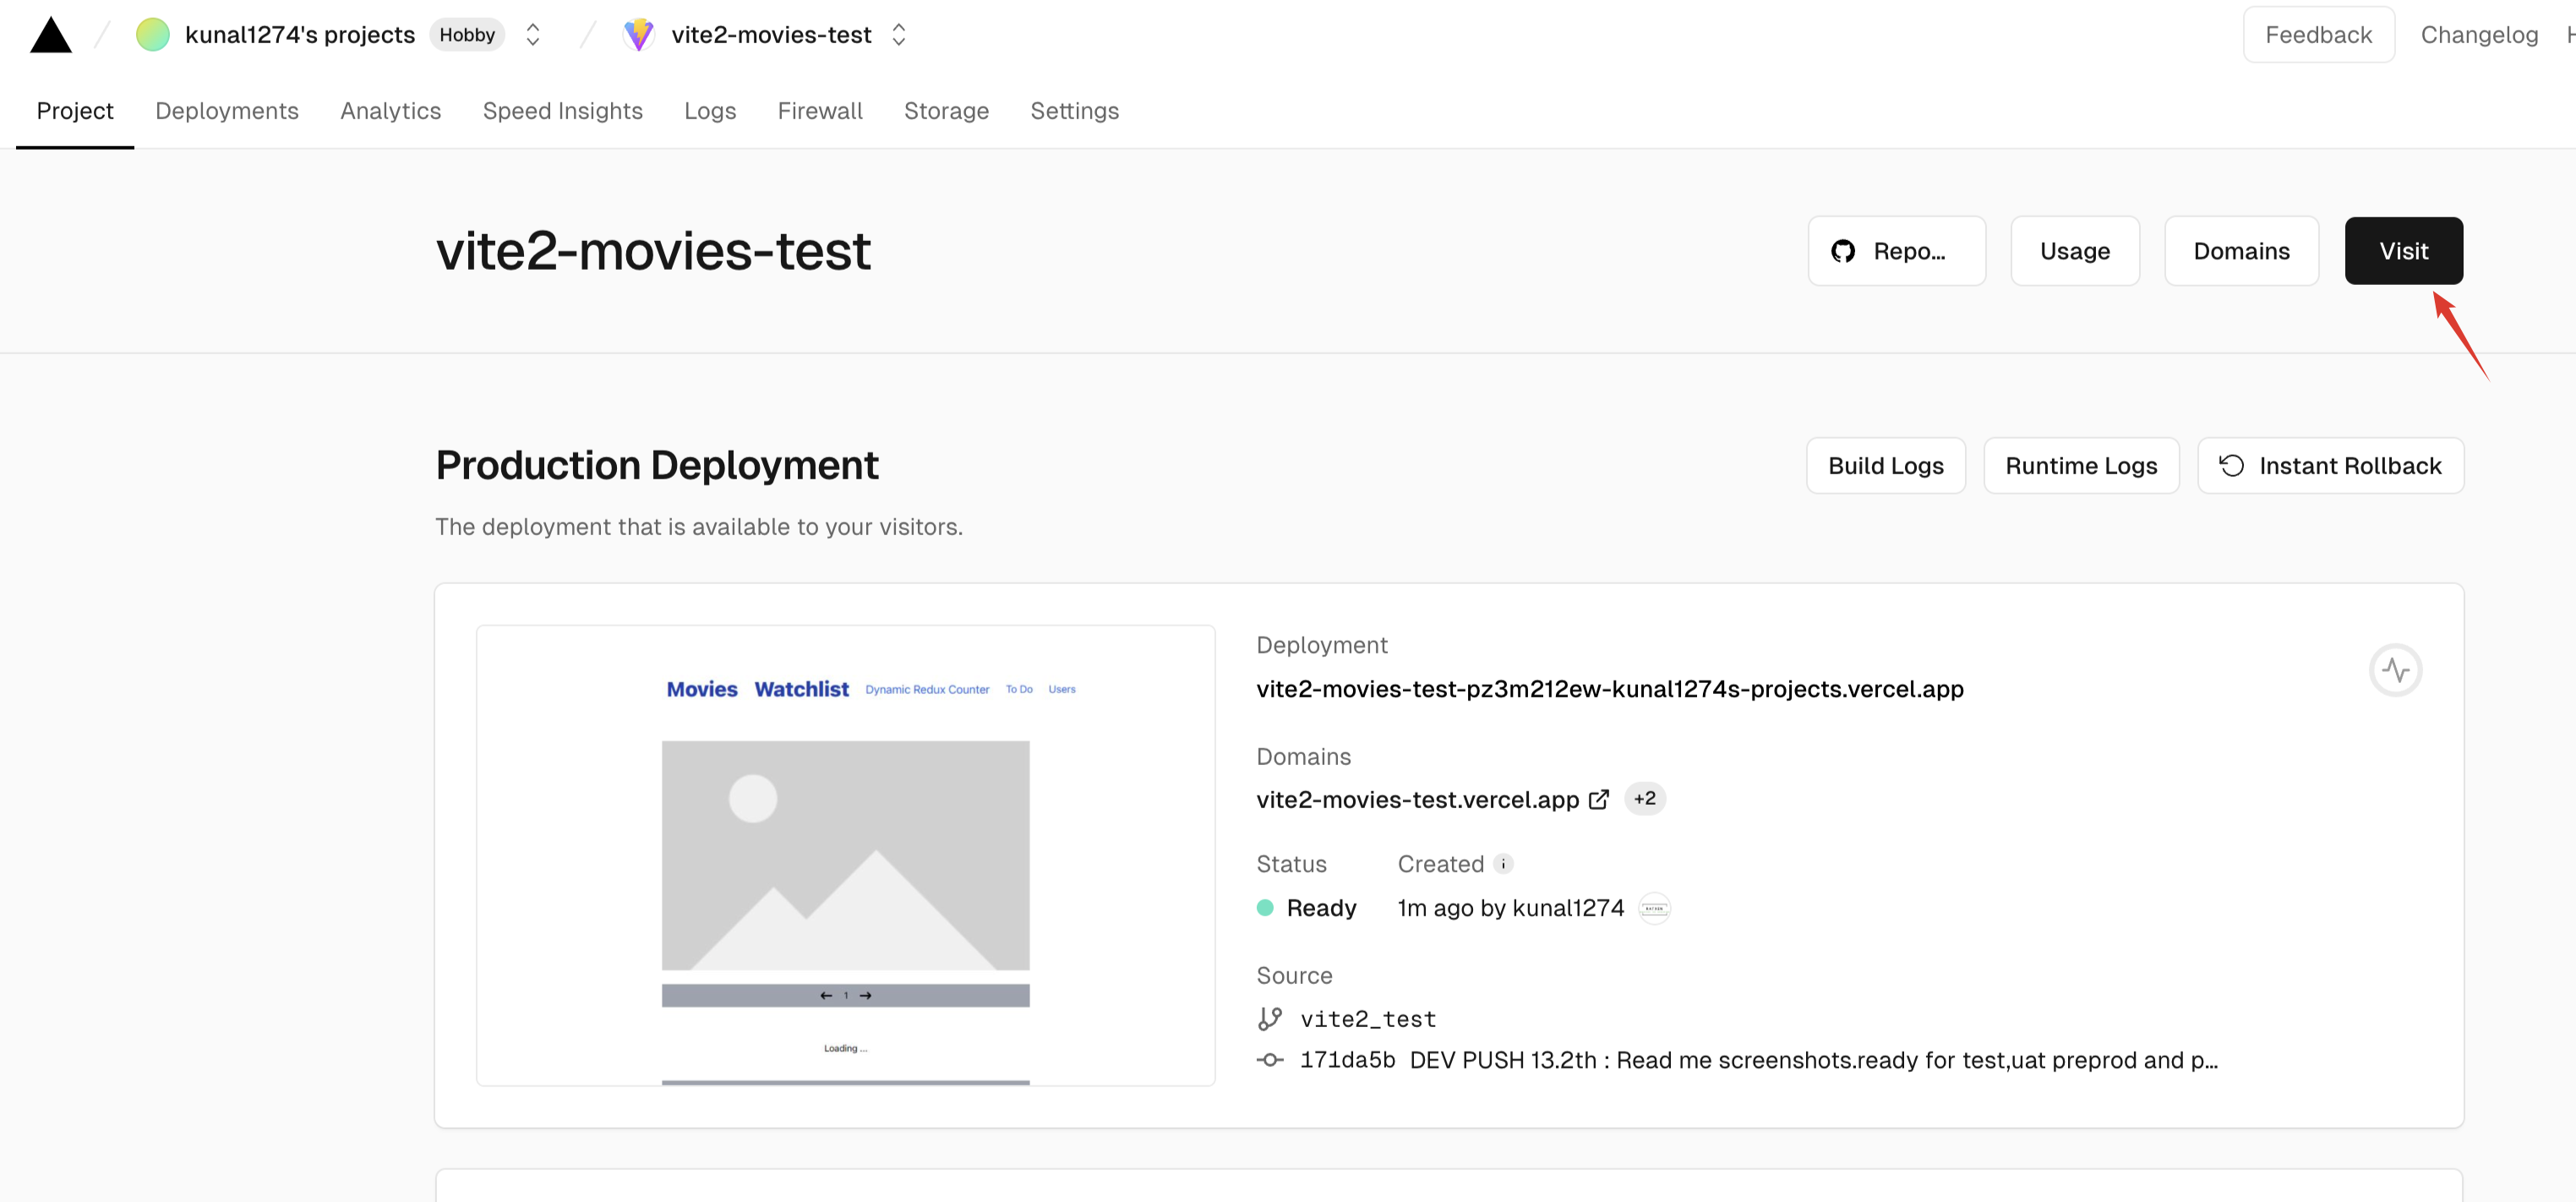 kunal1274's projects Hobby vite2-movies-test Feedback Changelog
Project Deployments Analytics Speed Insights Logs Firewall Storage Settings
vite2-movies-test Repo... Usage Domains Visit
Production Deployment Build Logs Runtime Logs Instant Rollback
The deployment that is available to your visitors.
Movies Watchlist Dynamic Redux Counter To Do Users
1
Loading ...
Deployment
vite2-movies-test-pz3m212ew-kunal1274s-projects.vercel.app
Domains
vite2-movies-test.vercel.app +2
Status Created
Ready 1m ago by kunal1274
Source
vite2_test
171da5b DEV PUSH 13.2th : Read me screenshots.ready for test,uat preprod and p...